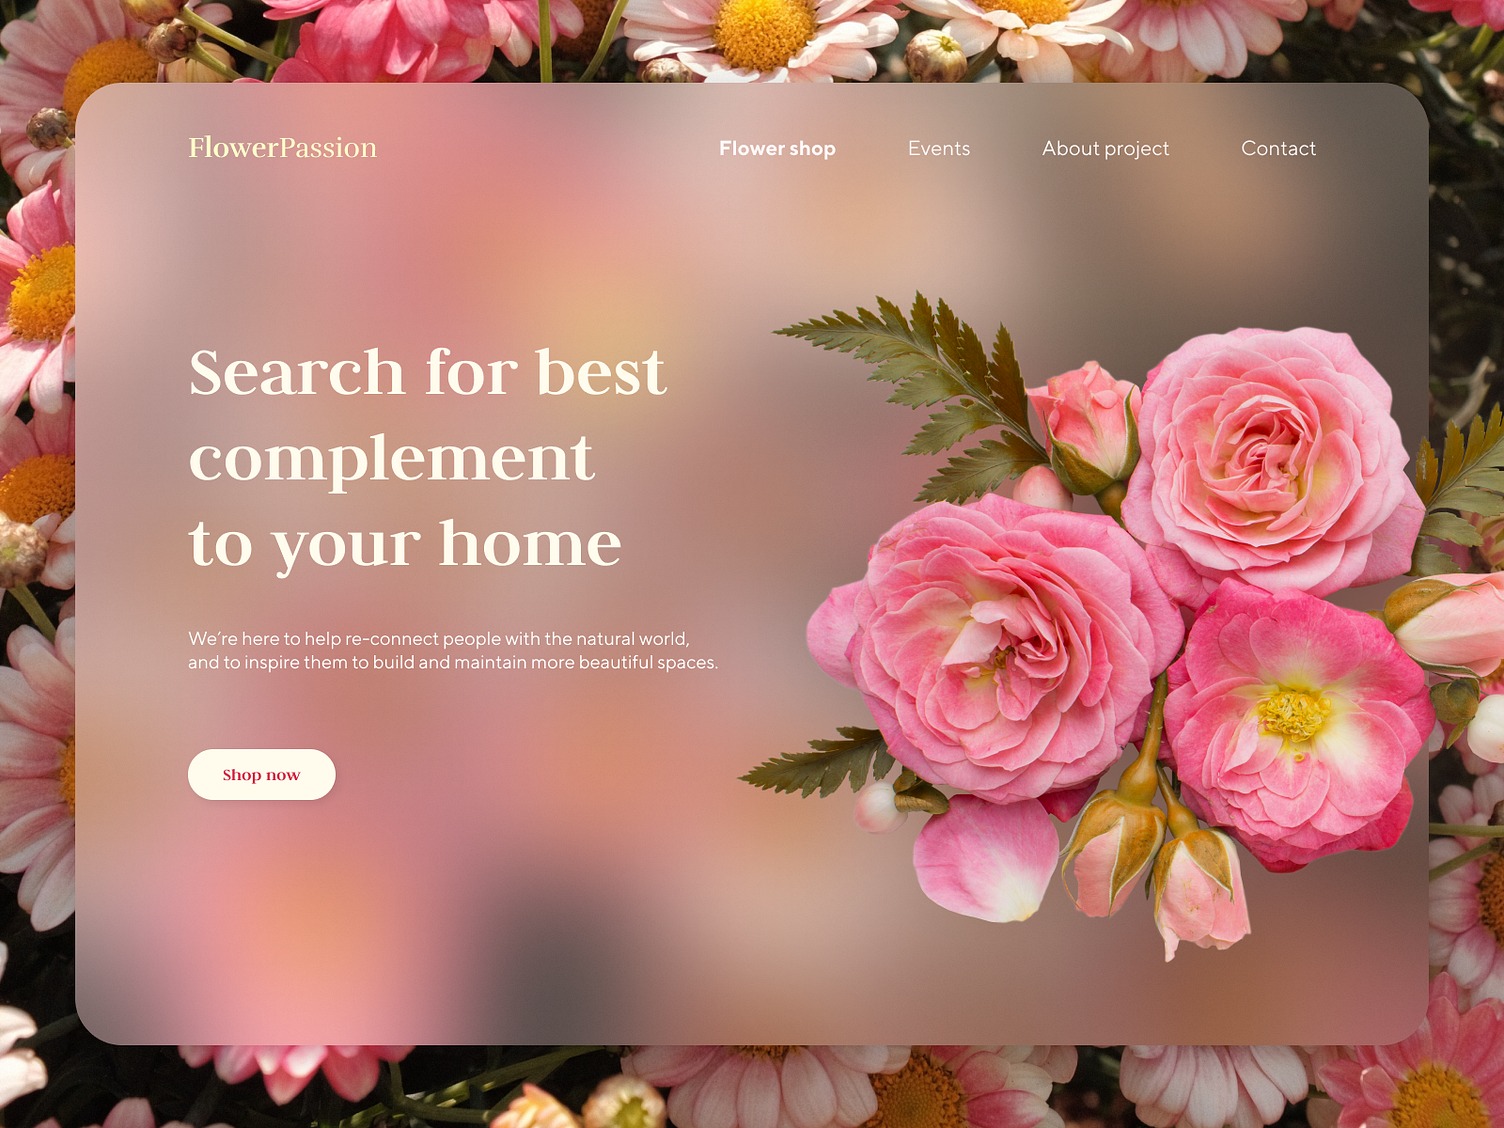 FlowerPassion
Flower shop
Events
About project
Contact
Search for best
complement
to your home
We're here to help re-connect people with the natural world,
and to inspire them to build and maintain more beautiful spaces.
Shop now